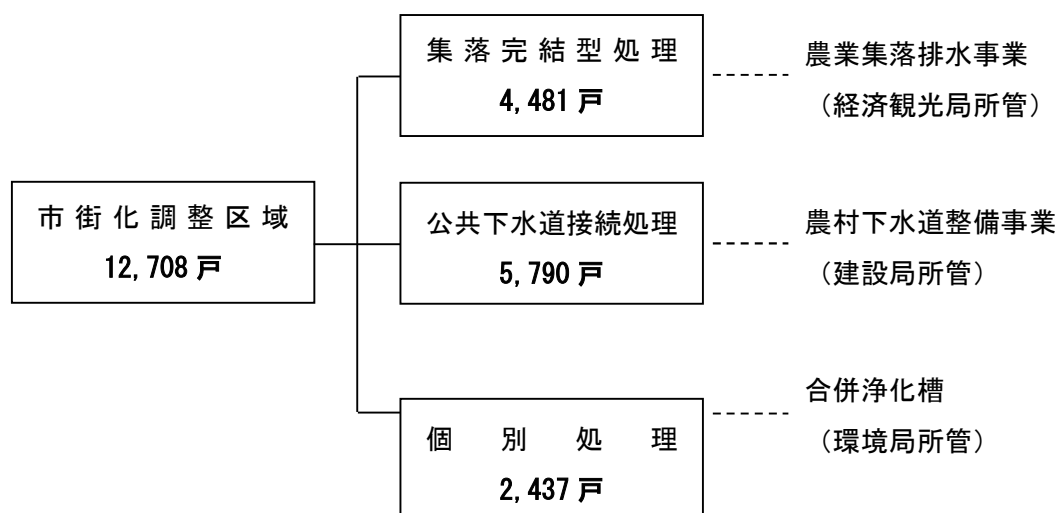 集落完結型処理
4,481戸
農業集落排水事業
（経済観光局所管）
市街化調整区域
12,708戸
公共下水道接続処理
5,790戸
農村下水道整備事業
（建設局所管）
個別処理
2,437戸
合併浄化槽
（環境局所管）